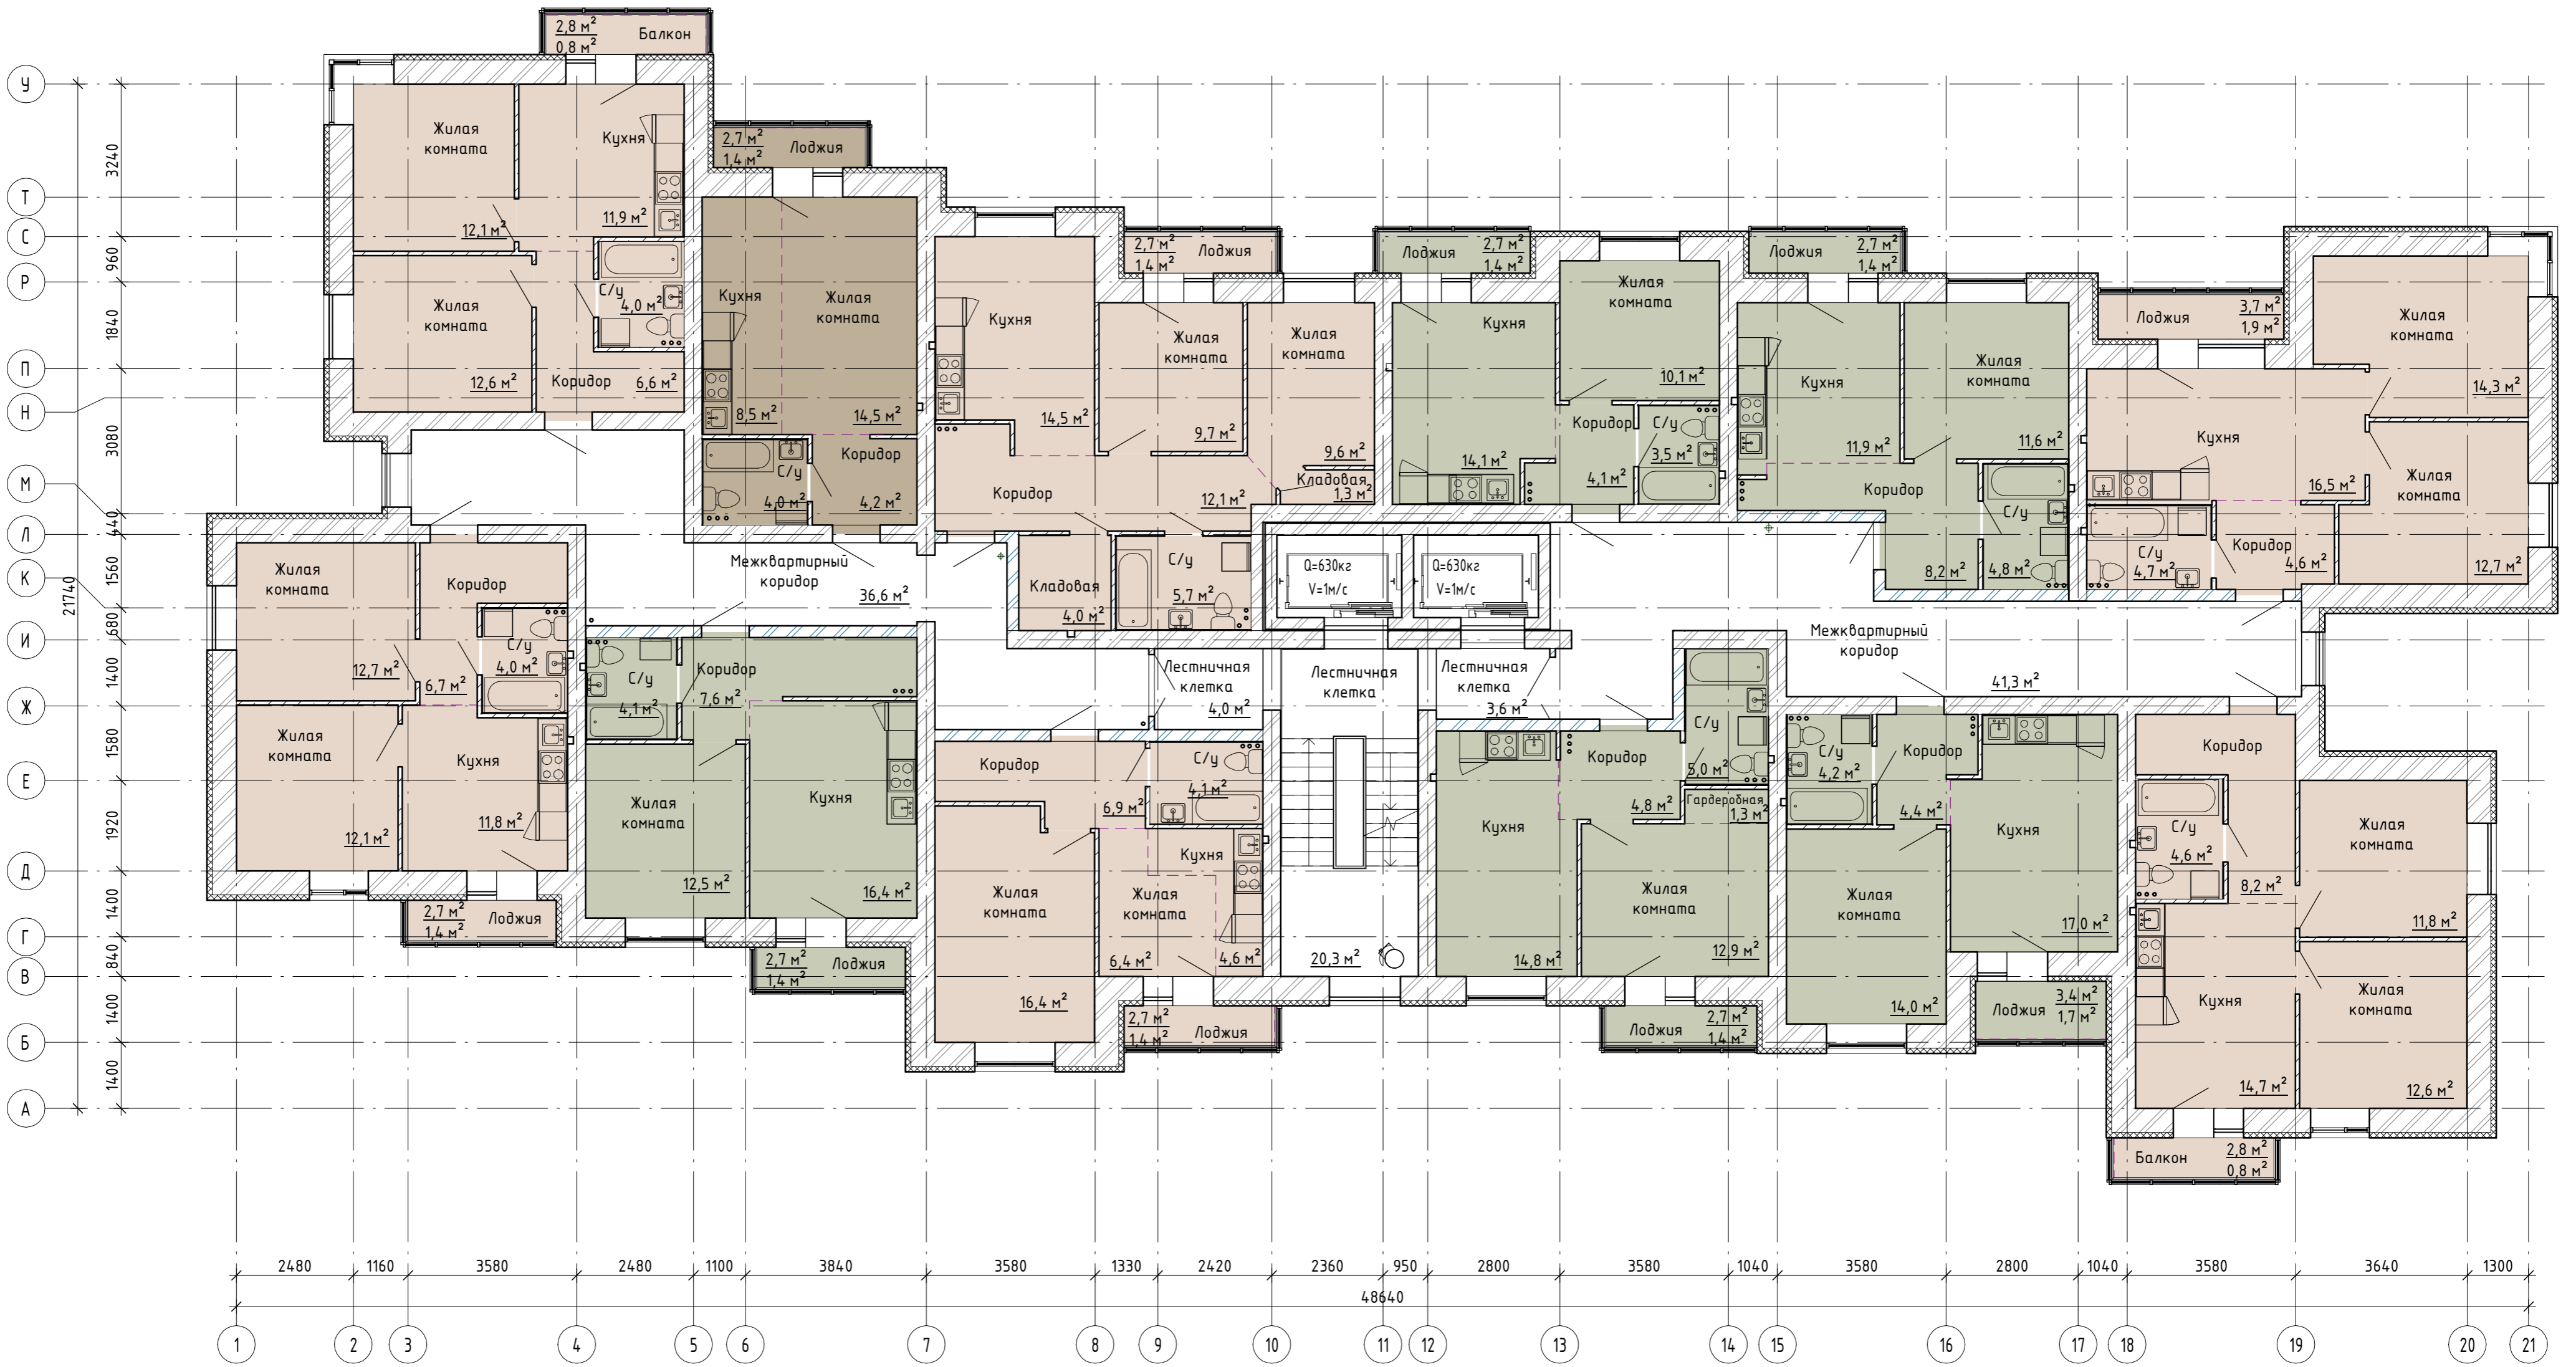 2,8 м²
0,8 м²
Балкон
У
Жилая
комната
12,1 м²
Кухня
11,9 м²
3240
21740
Т
С
960
Р
1840
П
Н
3080
М
440
Л
1560
К
680
И
1400
Ж
1580
Е
1920
Д
1400
Г
840
В
1400
Б
1400
А
Жилая
комната
12,6 м²
С/у
4,0 м²
Коридор
6,6 м²
2,7 м²
1,4 м²
Лоджия
Кухня
8,5 м²
Жилая
комната
14,5 м²
С/у
4,0 м²
Коридор
4,2 м²
Кухня
14,5 м²
2,7 м²
1,4 м²
Лоджия
Жилая
комната
9,7 м²
Жилая
комната
9,6 м²
Кладовая
1,3 м²
Коридор
12,1 м²
Кладовая
4,0 м²
С/у
5,7 м²
Лоджия
2,7 м²
1,4 м²
Кухня
14,1 м²
Жилая
комната
10,1 м²
Коридор
4,1 м²
С/у
3,5 м²
Лоджия
2,7 м²
1,4 м²
Кухня
11,9 м²
Жилая
комната
11,6 м²
Коридор
8,2 м²
С/у
4,8 м²
Лоджия
3,7 м²
1,9 м²
Жилая
комната
14,3 м²
Кухня
16,5 м²
Жилая
комната
12,7 м²
С/у
4,7 м²
Коридор
4,6 м²
Q=630кг
V=1м/с
Q=630кг
V=1м/с
Межквартирный
коридор
36,6 м²
Межквартирный
коридор
41,3 м²
Жилая
комната
12,7 м²
Коридор
6,7 м²
С/у
4,0 м²
Жилая
комната
12,1 м²
Кухня
11,8 м²
2,7 м²
1,4 м²
Лоджия
С/у
4,1 м²
Коридор
7,6 м²
Жилая
комната
12,5 м²
Кухня
16,4 м²
2,7 м²
1,4 м²
Лоджия
Лестничная
клетка
4,0 м²
Лестничная
клетка
20,3 м²
Лестничная
клетка
3,6 м²
Коридор
6,9 м²
С/у
4,1 м²
Жилая
комната
16,4 м²
Жилая
комната
6,4 м²
Кухня
4,6 м²
2,7 м²
1,4 м²
Лоджия
Кухня
14,8 м²
Коридор
4,8 м²
С/у
5,0 м²
Гардеробная
1,3 м²
Жилая
комната
12,9 м²
Лоджия
2,7 м²
1,4 м²
С/у
4,2 м²
Коридор
4,4 м²
Жилая
комната
14,0 м²
Кухня
17,0 м²
Лоджия
3,4 м²
1,7 м²
Коридор
8,2 м²
С/у
4,6 м²
Жилая
комната
11,8 м²
Кухня
14,7 м²
Жилая
комната
12,6 м²
Балкон
2,8 м²
0,8 м²
2480 1160 3580 2480 1100 3840 3580 1330 2420 2360 950 2800 3580 1040 3580 2800 1040 3580 3640 1300
48640
1 2 3 4 5 6 7 8 9 10 11 12 13 14 15 16 17 18 19 20 21